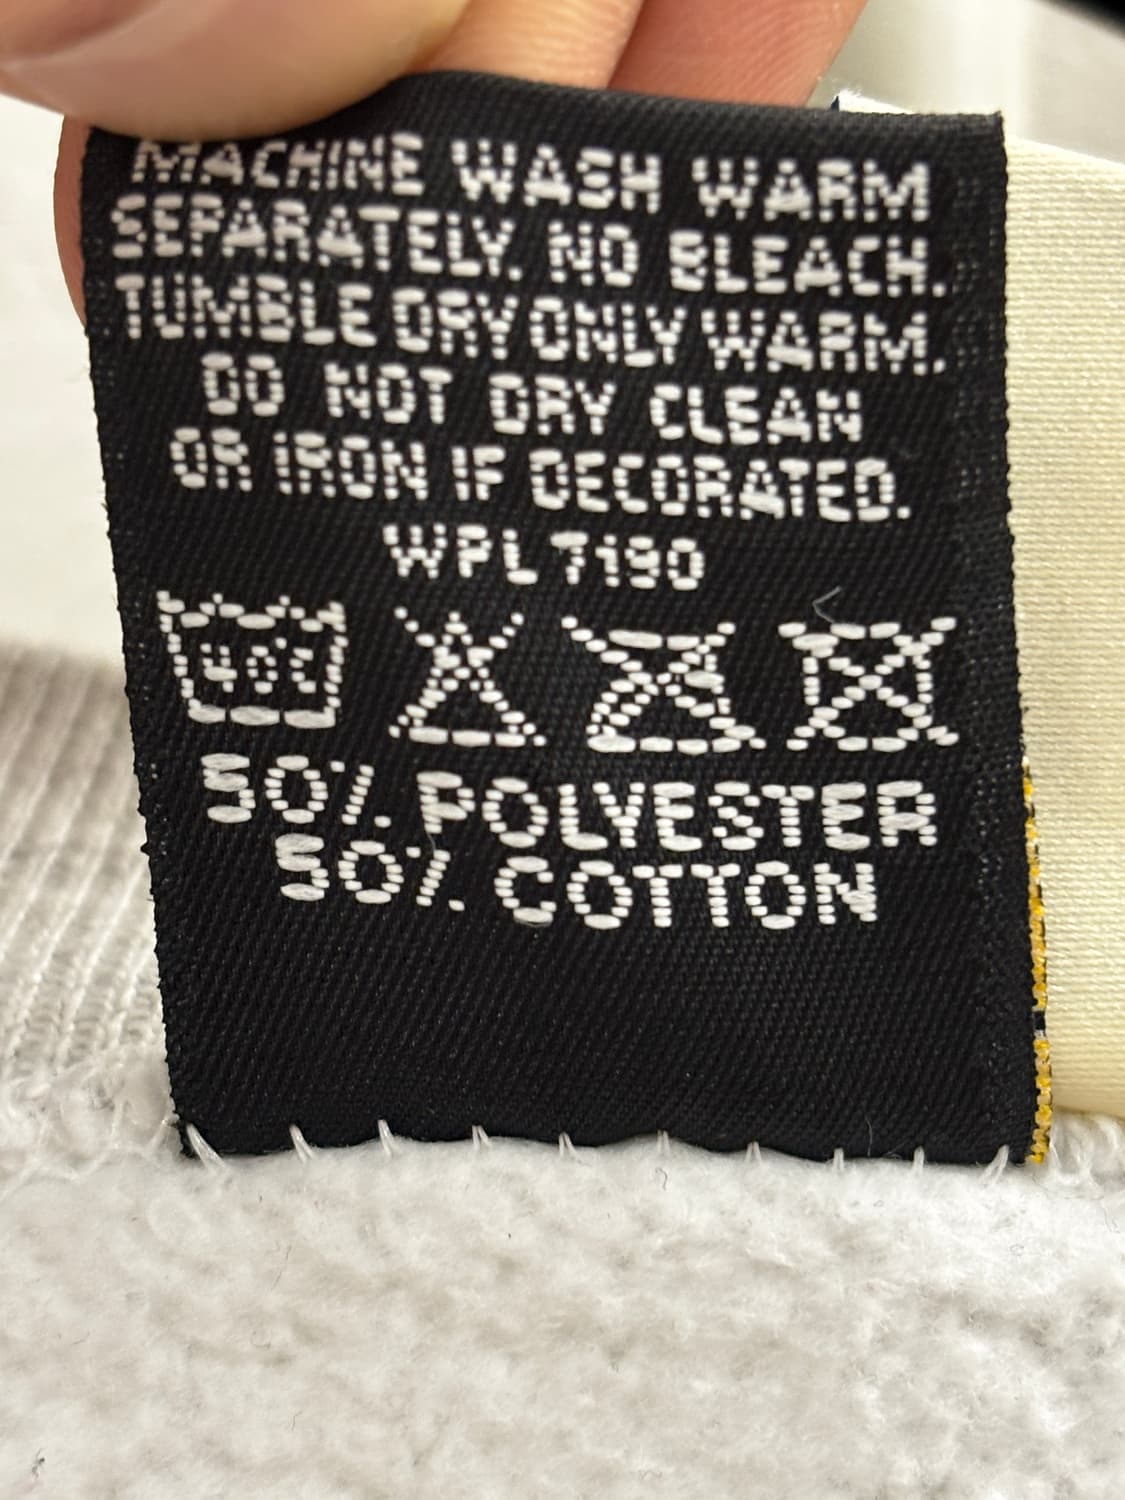 MACHINE WASH WARM
SEPARATELY. NO BLEACH.
TUMBLE DRY ONLY WARM.
DO NOT DRY CLEAN
OR IRON IF DECORATED.
WPL 7190
40C
50% POLYESTER
50% COTTON